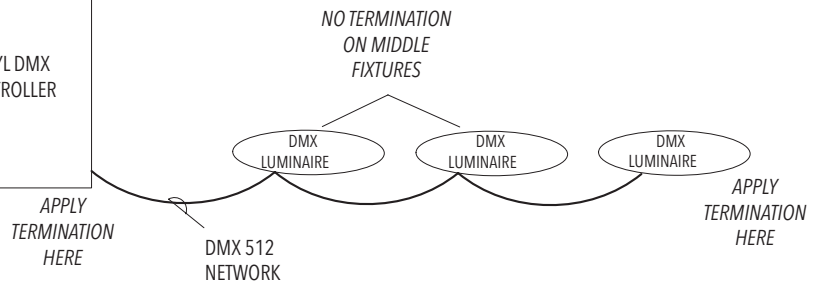 NO TERMINATION
ON MIDDLE
FIXTURES
DMX
DMX
LUMINAIRE
DMX
LUMINAIRE
DMX
LUMINAIRE
APPLY
TERMINATION
HERE
DMX 512
NETWORK
APPLY
TERMINATION
HERE